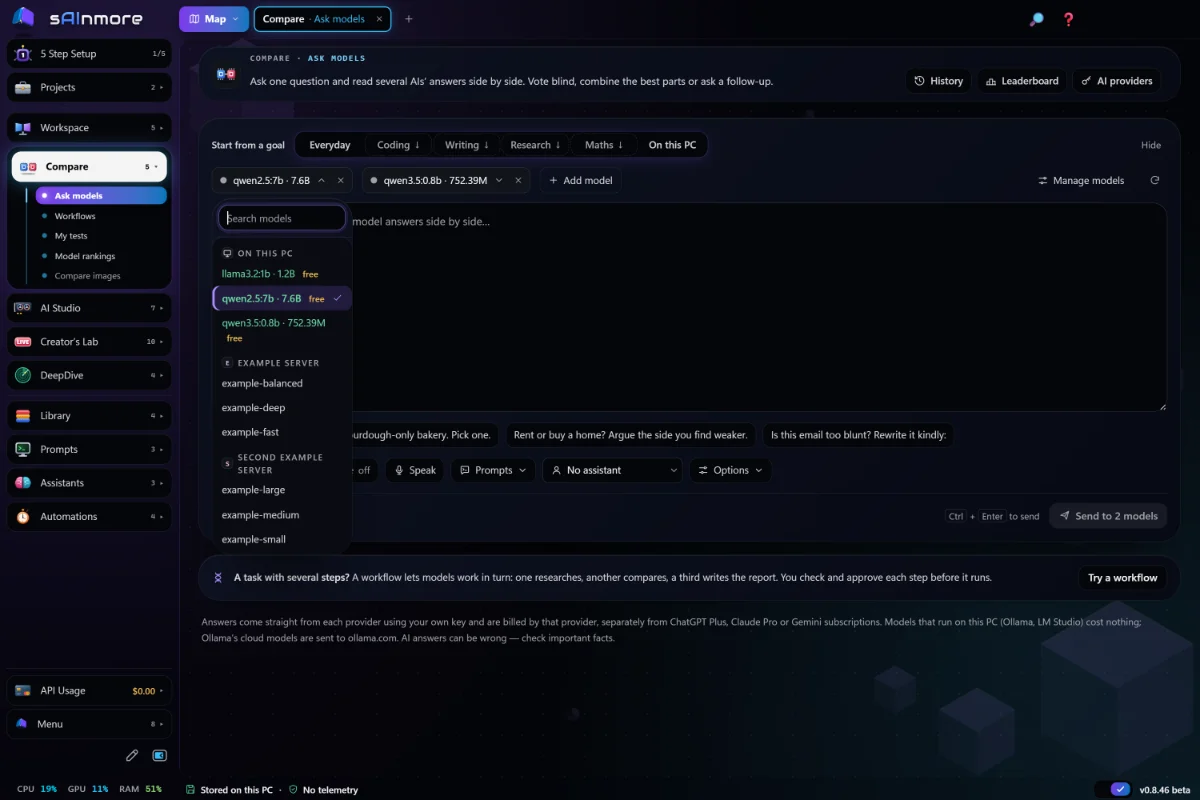 sAInmore
Map
Compare · Ask models ×
+
?
5 Step Setup 1/5
Projects 2
Workspace 5
Compare 5
Ask models
Workflows
My tests
Model rankings
Compare images
AI Studio 7
LIVE Creator's Lab 10
DeepDive 4
Library 4
Prompts 3
Assistants 3
Automations 4
API Usage $0.00
Menu 8
COMPARE · ASK MODELS
Ask one question and read several AIs' answers side by side. Vote blind, combine the best parts or ask a follow-up.
History
Leaderboard
AI providers
Start from a goal
Everyday
Coding ↓
Writing ↓
Research ↓
Maths ↓
On this PC
Hide
qwen2.5:7b · 7.6B ×
qwen3.5:0.8b · 752.39M ×
+ Add model
Manage models
Search models
model answers side by side...
ON THIS PC
llama3.2:1b · 1.2B free
qwen2.5:7b · 7.6B free ✓
qwen3.5:0.8b · 752.39M
free
E EXAMPLE SERVER
example-balanced
example-deep
example-fast
S SECOND EXAMPLE
SERVER
example-large
example-medium
example-small
urdough-only bakery. Pick one.
Rent or buy a home? Argue the side you find weaker.
Is this email too blunt? Rewrite it kindly:
off
Speak
Prompts
No assistant
Options
Ctrl + Enter to send
Send to 2 models
A task with several steps? A workflow lets models work in turn: one researches, another compares, a third writes the report. You check and approve each step before it runs.
Try a workflow
Answers come straight from each provider using your own key and are billed by that provider, separately from ChatGPT Plus, Claude Pro or Gemini subscriptions. Models that run on this PC (Ollama, LM Studio) cost nothing;
Ollama's cloud models are sent to ollama.com. AI answers can be wrong — check important facts.
CPU 19% GPU 11% RAM 51%
Stored on this PC · No telemetry
v0.8.46 beta